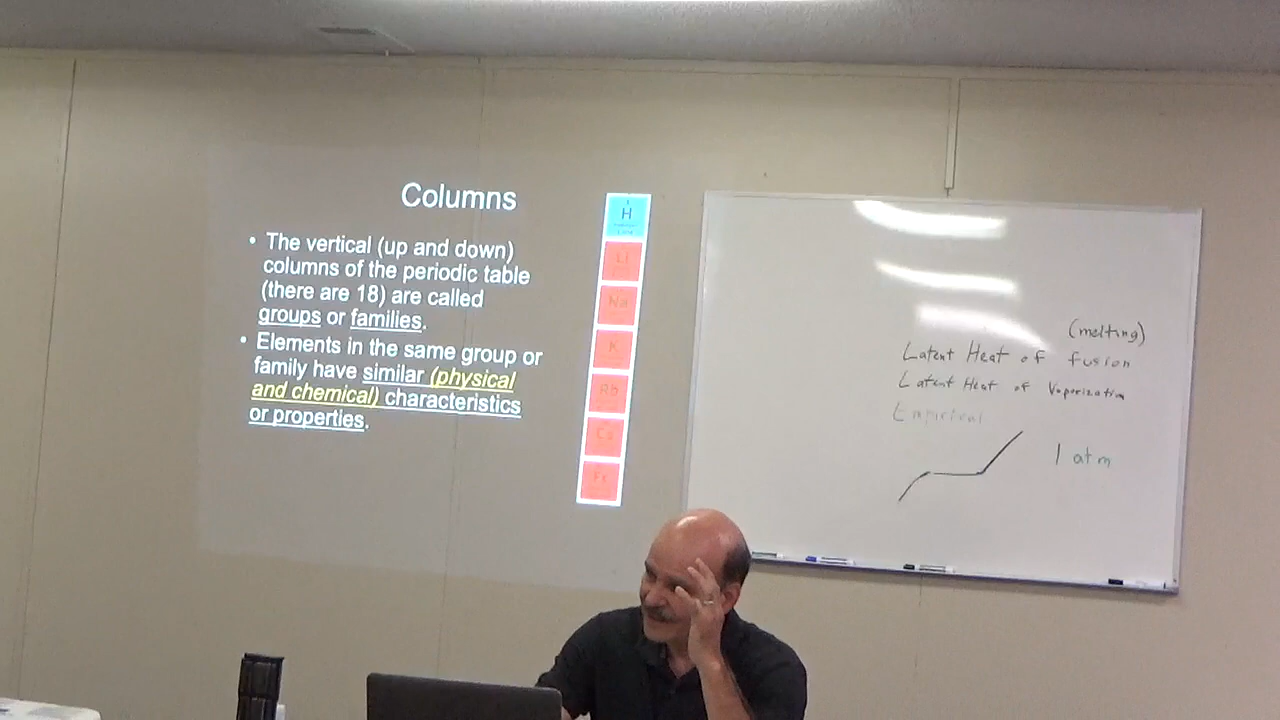 Columns
• The vertical (up and down)
columns of the periodic table
(there are 18) are called
groups or families.
• Elements in the same group or
family have similar (physical
and chemical) characteristics
or properties.
1
H
Li
Na
K
Rb
Cs
Fr
(melting)
Latent Heat of fusion
Latent Heat of Vaporization
Empirical
1 atm